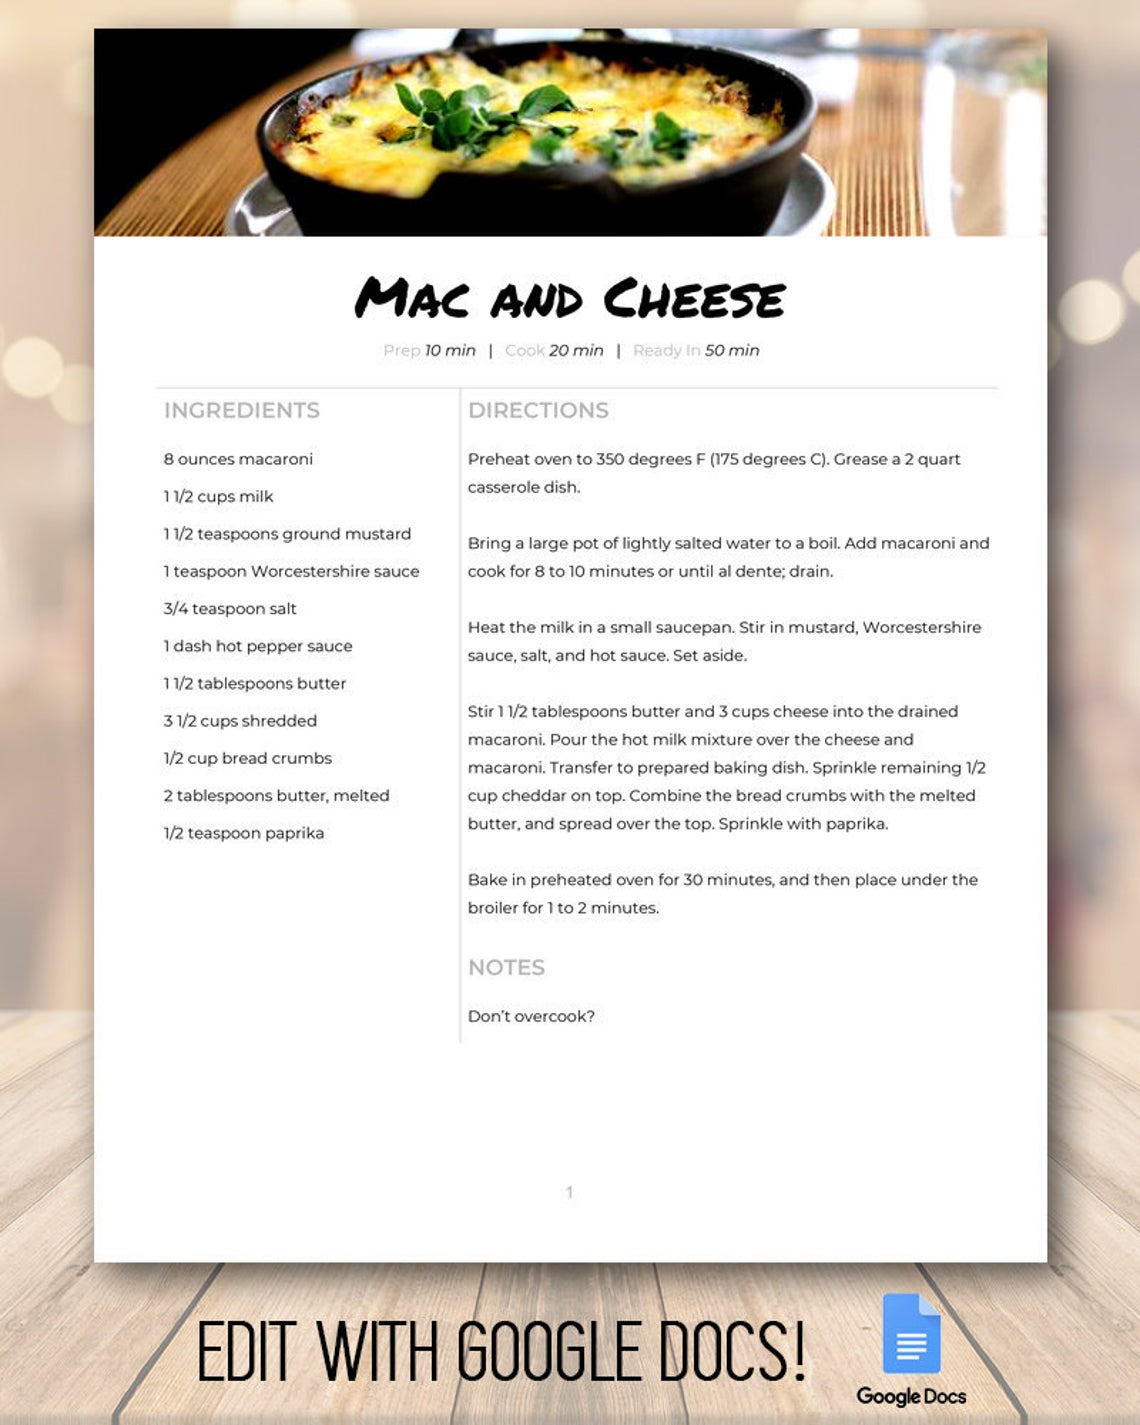 Mac and Cheese
Prep 10 min | Cook 20 min | Ready In 50 min
INGREDIENTS
8 ounces macaroni
1 1/2 cups milk
1 1/2 teaspoons ground mustard
1 teaspoon Worcestershire sauce
3/4 teaspoon salt
1 dash hot pepper sauce
1 1/2 tablespoons butter
3 1/2 cups shredded
1/2 cup bread crumbs
2 tablespoons butter, melted
1/2 teaspoon paprika
DIRECTIONS
Preheat oven to 350 degrees F (175 degrees C). Grease a 2 quart
casserole dish.
Bring a large pot of lightly salted water to a boil. Add macaroni and
cook for 8 to 10 minutes or until al dente; drain.
Heat the milk in a small saucepan. Stir in mustard, Worcestershire
sauce, salt, and hot sauce. Set aside.
Stir 1 1/2 tablespoons butter and 3 cups cheese into the drained
macaroni. Pour the hot milk mixture over the cheese and
macaroni. Transfer to prepared baking dish. Sprinkle remaining 1/2
cup cheddar on top. Combine the bread crumbs with the melted
butter, and spread over the top. Sprinkle with paprika.
Bake in preheated oven for 30 minutes, and then place under the
broiler for 1 to 2 minutes.
NOTES
Don't overcook?
1
EDIT WITH GOOGLE DOCS!
Google Docs